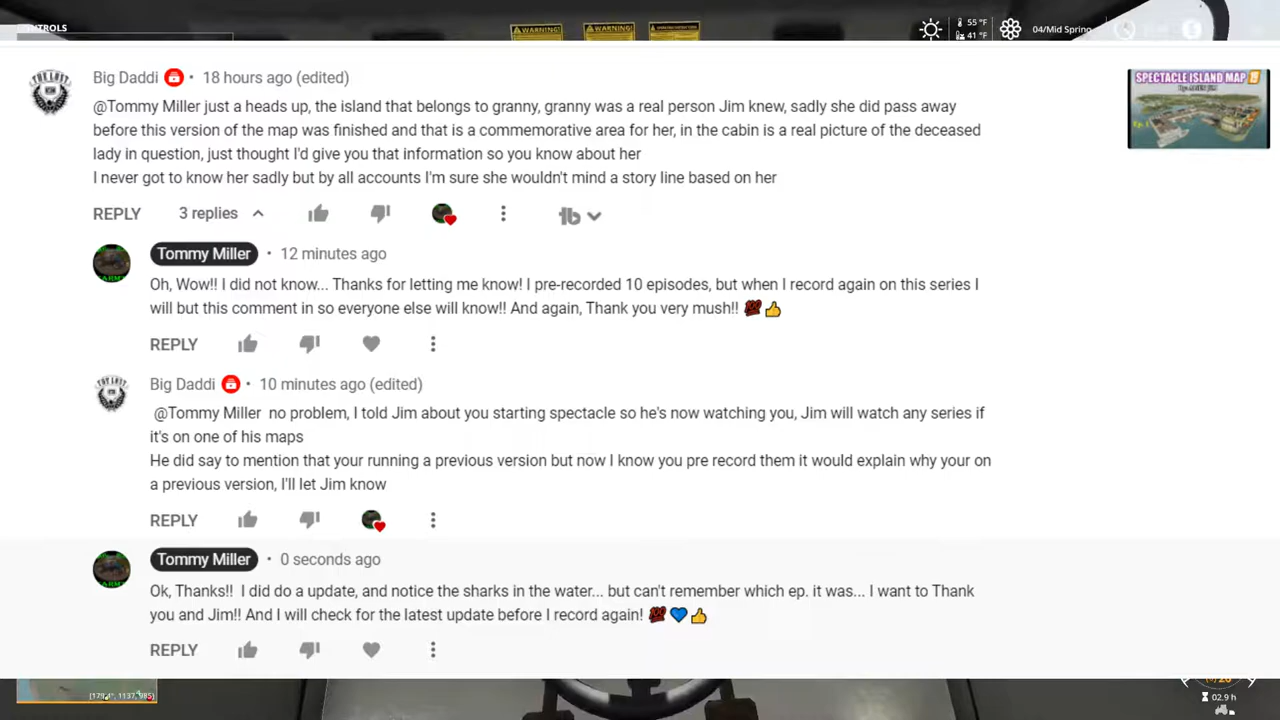 CONTROLS
WARNING! WARNING!
55 °F
41 °F
04/Mid Spring
Big Daddi • 18 hours ago (edited)
@Tommy Miller just a heads up, the island that belongs to granny, granny was a real person Jim knew, sadly she did pass away
before this version of the map was finished and that is a commemorative area for her, in the cabin is a real picture of the deceased
lady in question, just thought I'd give you that information so you know about her
I never got to know her sadly but by all accounts I'm sure she wouldn't mind a story line based on her
SPECTACLE ISLAND MAP 19
REPLY 3 replies
Tommy Miller • 12 minutes ago
Oh, Wow!! I did not know... Thanks for letting me know! I pre-recorded 10 episodes, but when I record again on this series I
will but this comment in so everyone else will know!! And again, Thank you very mush!! 💯👍
REPLY
Big Daddi • 10 minutes ago (edited)
@Tommy Miller no problem, I told Jim about you starting spectacle so he's now watching you, Jim will watch any series if
it's on one of his maps
He did say to mention that your running a previous version but now I know you pre record them it would explain why your on
a previous version, I'll let Jim know
REPLY
Tommy Miller • 0 seconds ago
Ok, Thanks!! I did do a update, and notice the sharks in the water... but can't remember which ep. it was... I want to Thank
you and Jim!! And I will check for the latest update before I record again! 💯💙👍
REPLY
02.9 h